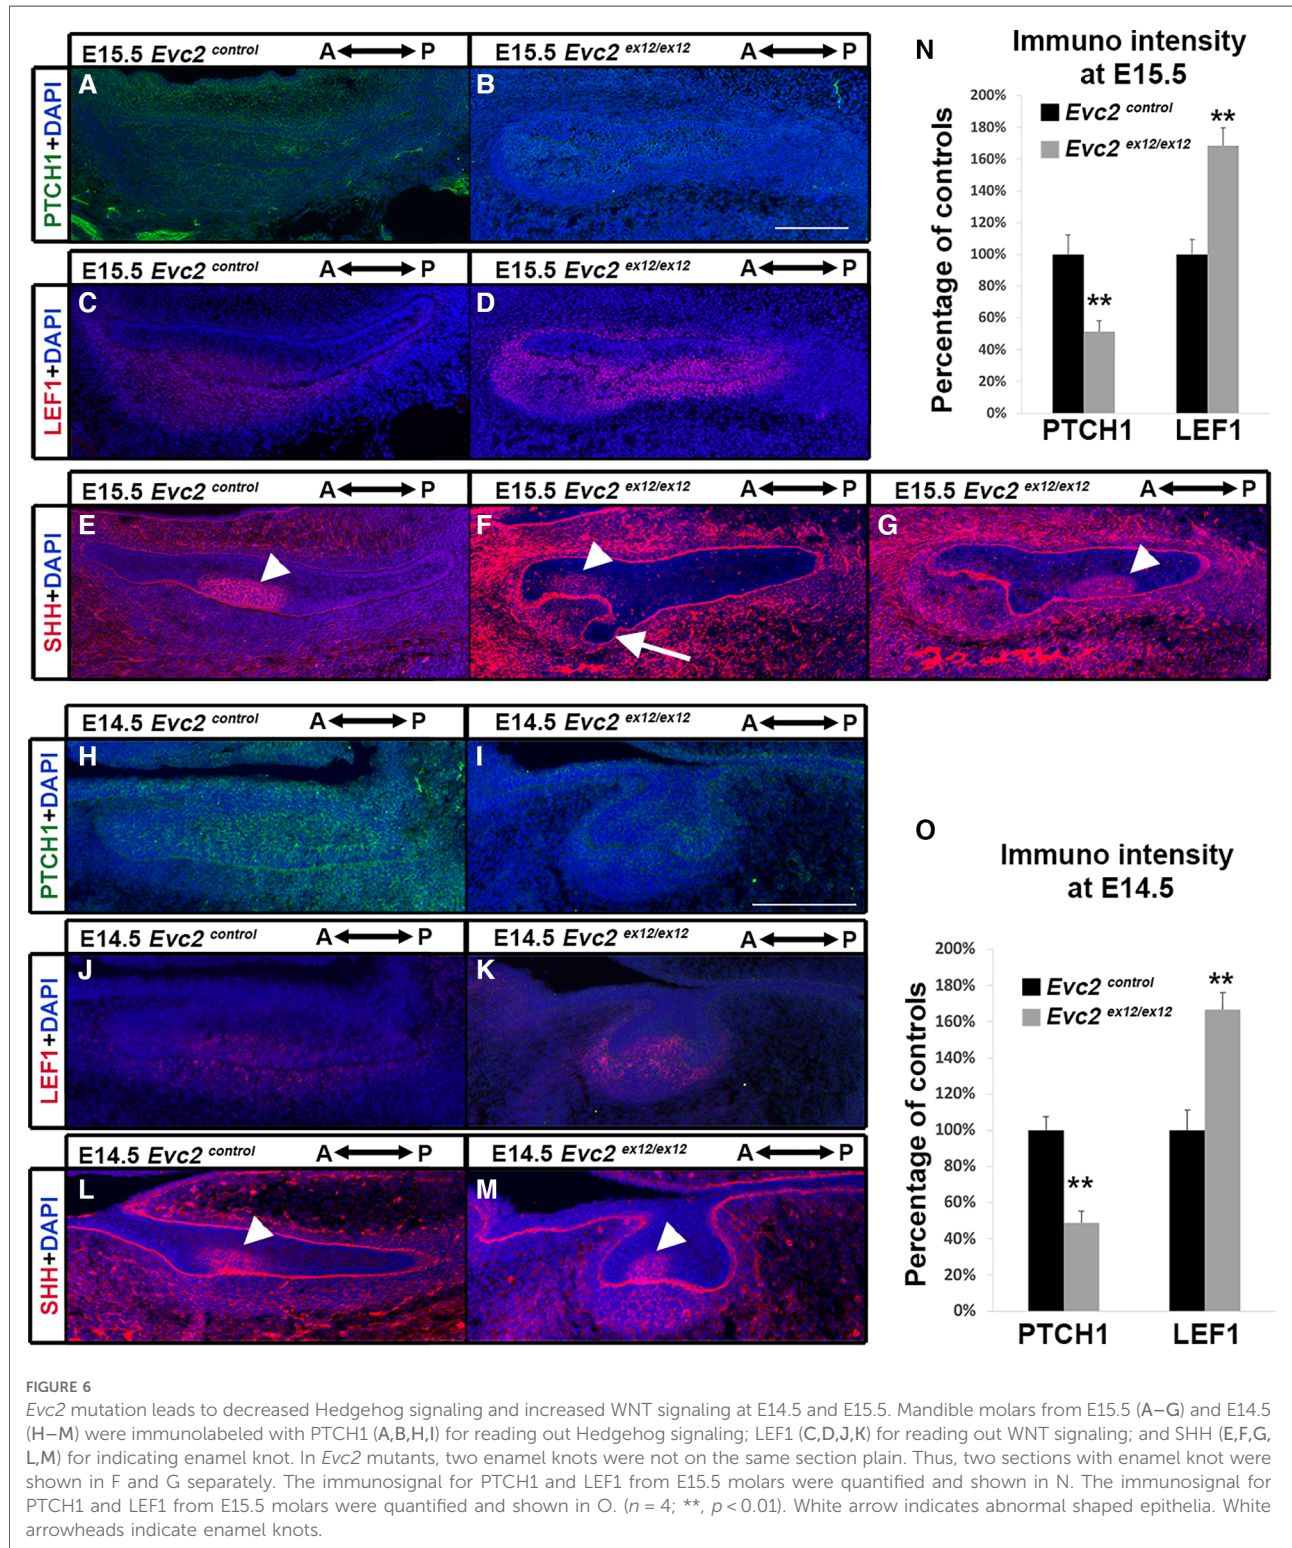 E15.5 Evc2 control A P
E15.5 Evc2 ex12/ex12 A P
PTCH1+DAPI
A
B
E15.5 Evc2 control A P
E15.5 Evc2 ex12/ex12 A P
LEF1+DAPI
C
D
N
Immuno intensity
at E15.5
Percentage of controls
200%
180%
160%
140%
120%
100%
80%
60%
40%
20%
0%
Evc2 control
Evc2 ex12/ex12
**
**
PTCH1 LEF1
E15.5 Evc2 control A P
E15.5 Evc2 ex12/ex12 A P
E15.5 Evc2 ex12/ex12 A P
SHH+DAPI
E
F
G
E14.5 Evc2 control A P
E14.5 Evc2 ex12/ex12 A P
PTCH1+DAPI
H
I
E14.5 Evc2 control A P
E14.5 Evc2 ex12/ex12 A P
LEF1+DAPI
J
K
E14.5 Evc2 control A P
E14.5 Evc2 ex12/ex12 A P
SHH+DAPI
L
M
O
Immuno intensity
at E14.5
Percentage of controls
200%
180%
160%
140%
120%
100%
80%
60%
40%
20%
0%
Evc2 control
Evc2 ex12/ex12
**
**
PTCH1 LEF1
FIGURE 6
Evc2 mutation leads to decreased Hedgehog signaling and increased WNT signaling at E14.5 and E15.5. Mandible molars from E15.5 (A–G) and E14.5
(H–M) were immunolabeled with PTCH1 (A,B,H,I) for reading out Hedgehog signaling; LEF1 (C,D,J,K) for reading out WNT signaling; and SHH (E,F,G,
L,M) for indicating enamel knot. In Evc2 mutants, two enamel knots were not on the same section plain. Thus, two sections with enamel knot were
shown in F and G separately. The immunosignal for PTCH1 and LEF1 from E15.5 molars were quantified and shown in N. The immunosignal for
PTCH1 and LEF1 from E15.5 molars were quantified and shown in O. (n = 4; **, p < 0.01). White arrow indicates abnormal shaped epithelia. White
arrowheads indicate enamel knots.